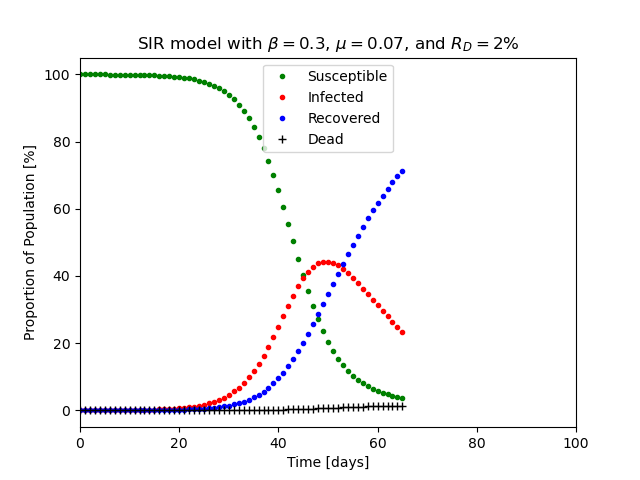 SIR model with β = 0.3, μ = 0.07, and R_D = 2%
Susceptible
Infected
Recovered
Dead
Proportion of Population [%]
100
80
60
40
20
0
0 20 40 60 80 100
Time [days]